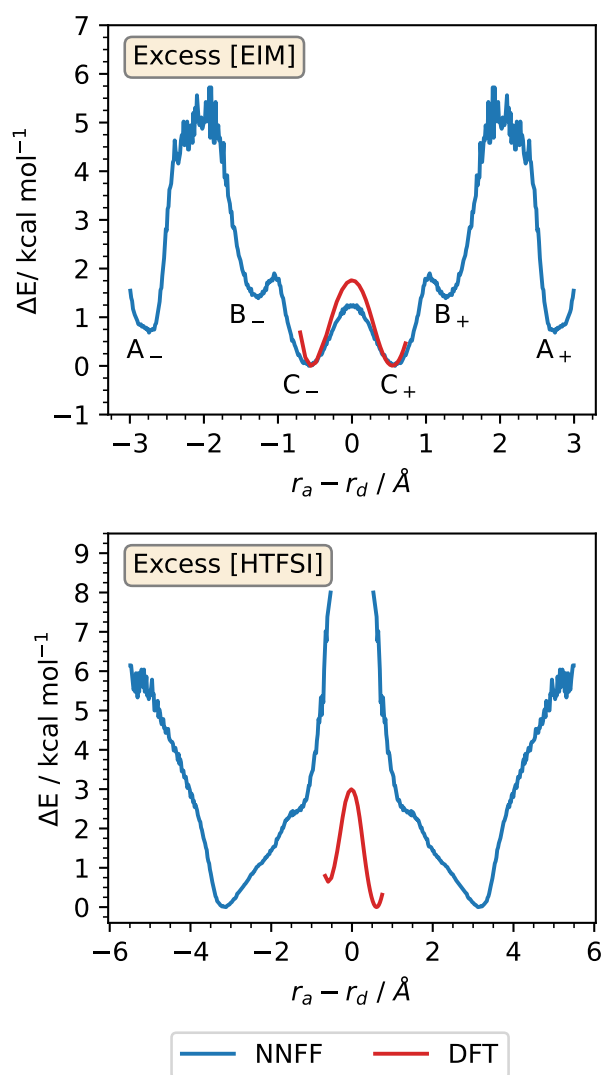 7
6
5
4
3
2
1
0
−1
ΔE/ kcal mol⁻¹
Excess [EIM]
A₋ B₋ C₋ C₊ B₊ A₊
−3 −2 −1 0 1 2 3
rₐ − r_d / Å
9
8
7
6
5
4
3
2
1
0
ΔE / kcal mol⁻¹
Excess [HTFSI]
−6 −4 −2 0 2 4 6
rₐ − r_d / Å
NNFF DFT